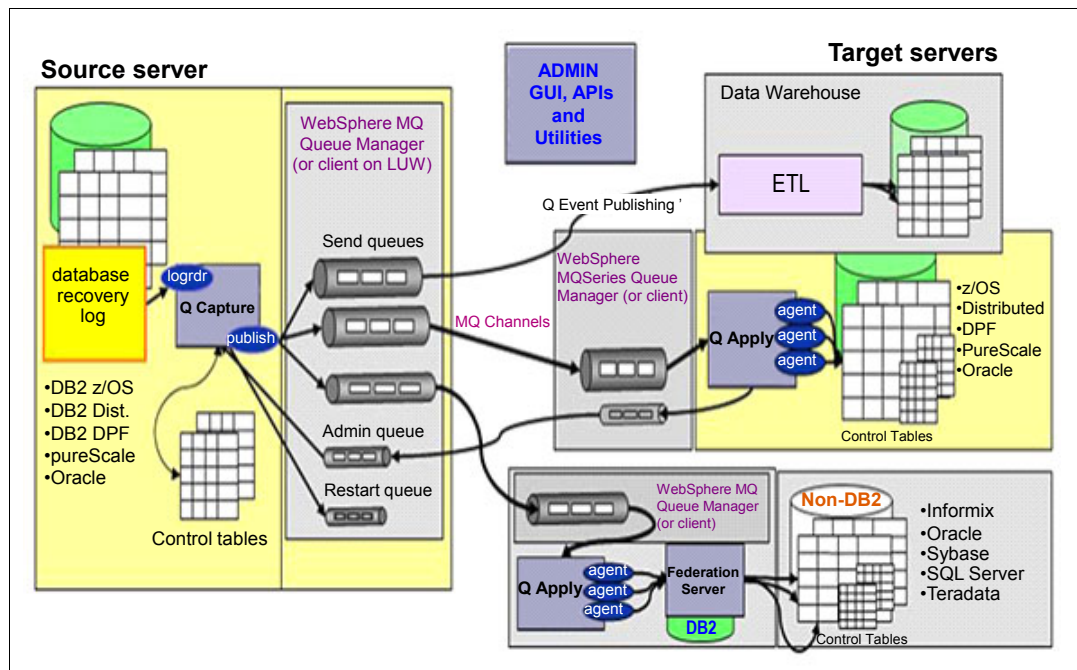 Source server
Target servers
ADMIN
GUI, APIs
and
Utilities
Data Warehouse
ETL
WebSphere MQ
Queue Manager
(or client on LUW)
Q Event Publishing '
Send queues
database
recovery
log
logrdr
Q Capture
publish
MQ Channels
WebSphere
MQSeries Queue
Manager (or client)
Q Apply
agent
agent
agent
•z/OS
•Distributed
•DPF
•PureScale
•Oracle
Control Tables
•DB2 z/OS
•DB2 Dist.
•DB2 DPF
•pureScale
•Oracle
Control tables
Admin queue
Restart queue
WebSphere MQ
Queue Manager
(or client)
Q Apply
agent
agent
agent
Federation
Server
DB2
Non-DB2
•Informix
•Oracle
•Sybase
•SQL Server
•Teradata
Control Tables